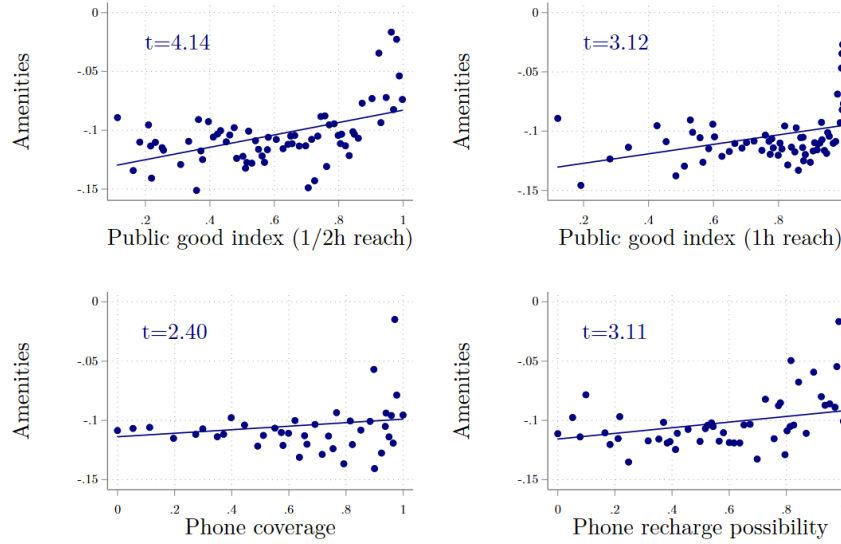 0
-.05
-.1
-.15
Amenities
t=4.14
.2 .4 .6 .8 1
Public good index (1/2h reach)
0
-.05
-.1
-.15
Amenities
t=3.12
.2 .4 .6 .8
Public good index (1h reach)
0
-.05
-.1
-.15
Amenities
t=2.40
0 .2 .4 .6 .8 1
Phone coverage
0
-.05
-.1
-.15
Amenities
t=3.11
0 .2 .4 .6 .8
Phone recharge possibility